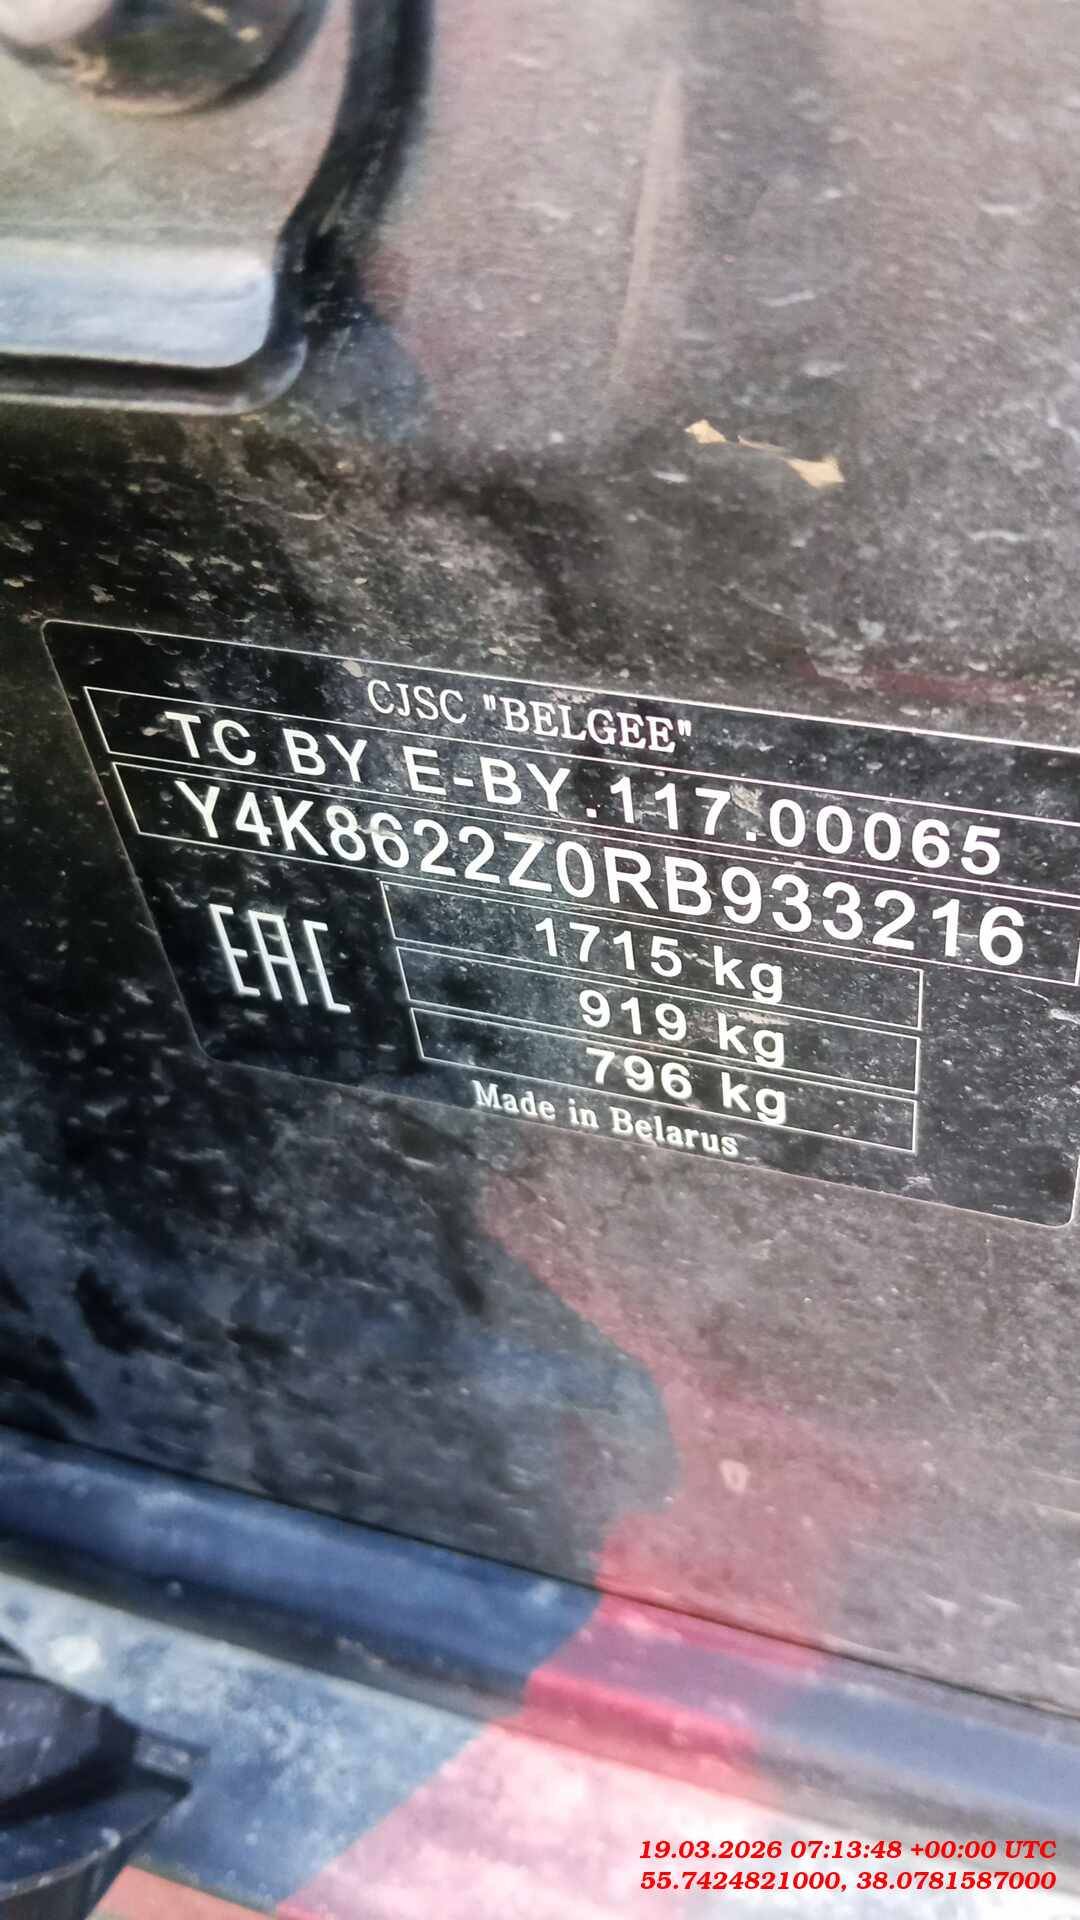 CJSC "BELGEE"
TC BY E-BY.117.00065
Y4K8622Z0RB933216
EAC
1715 kg
919 kg
796 kg
Made in Belarus
19.03.2026 07:13:48 +00:00 UTC
55.7424821000, 38.0781587000